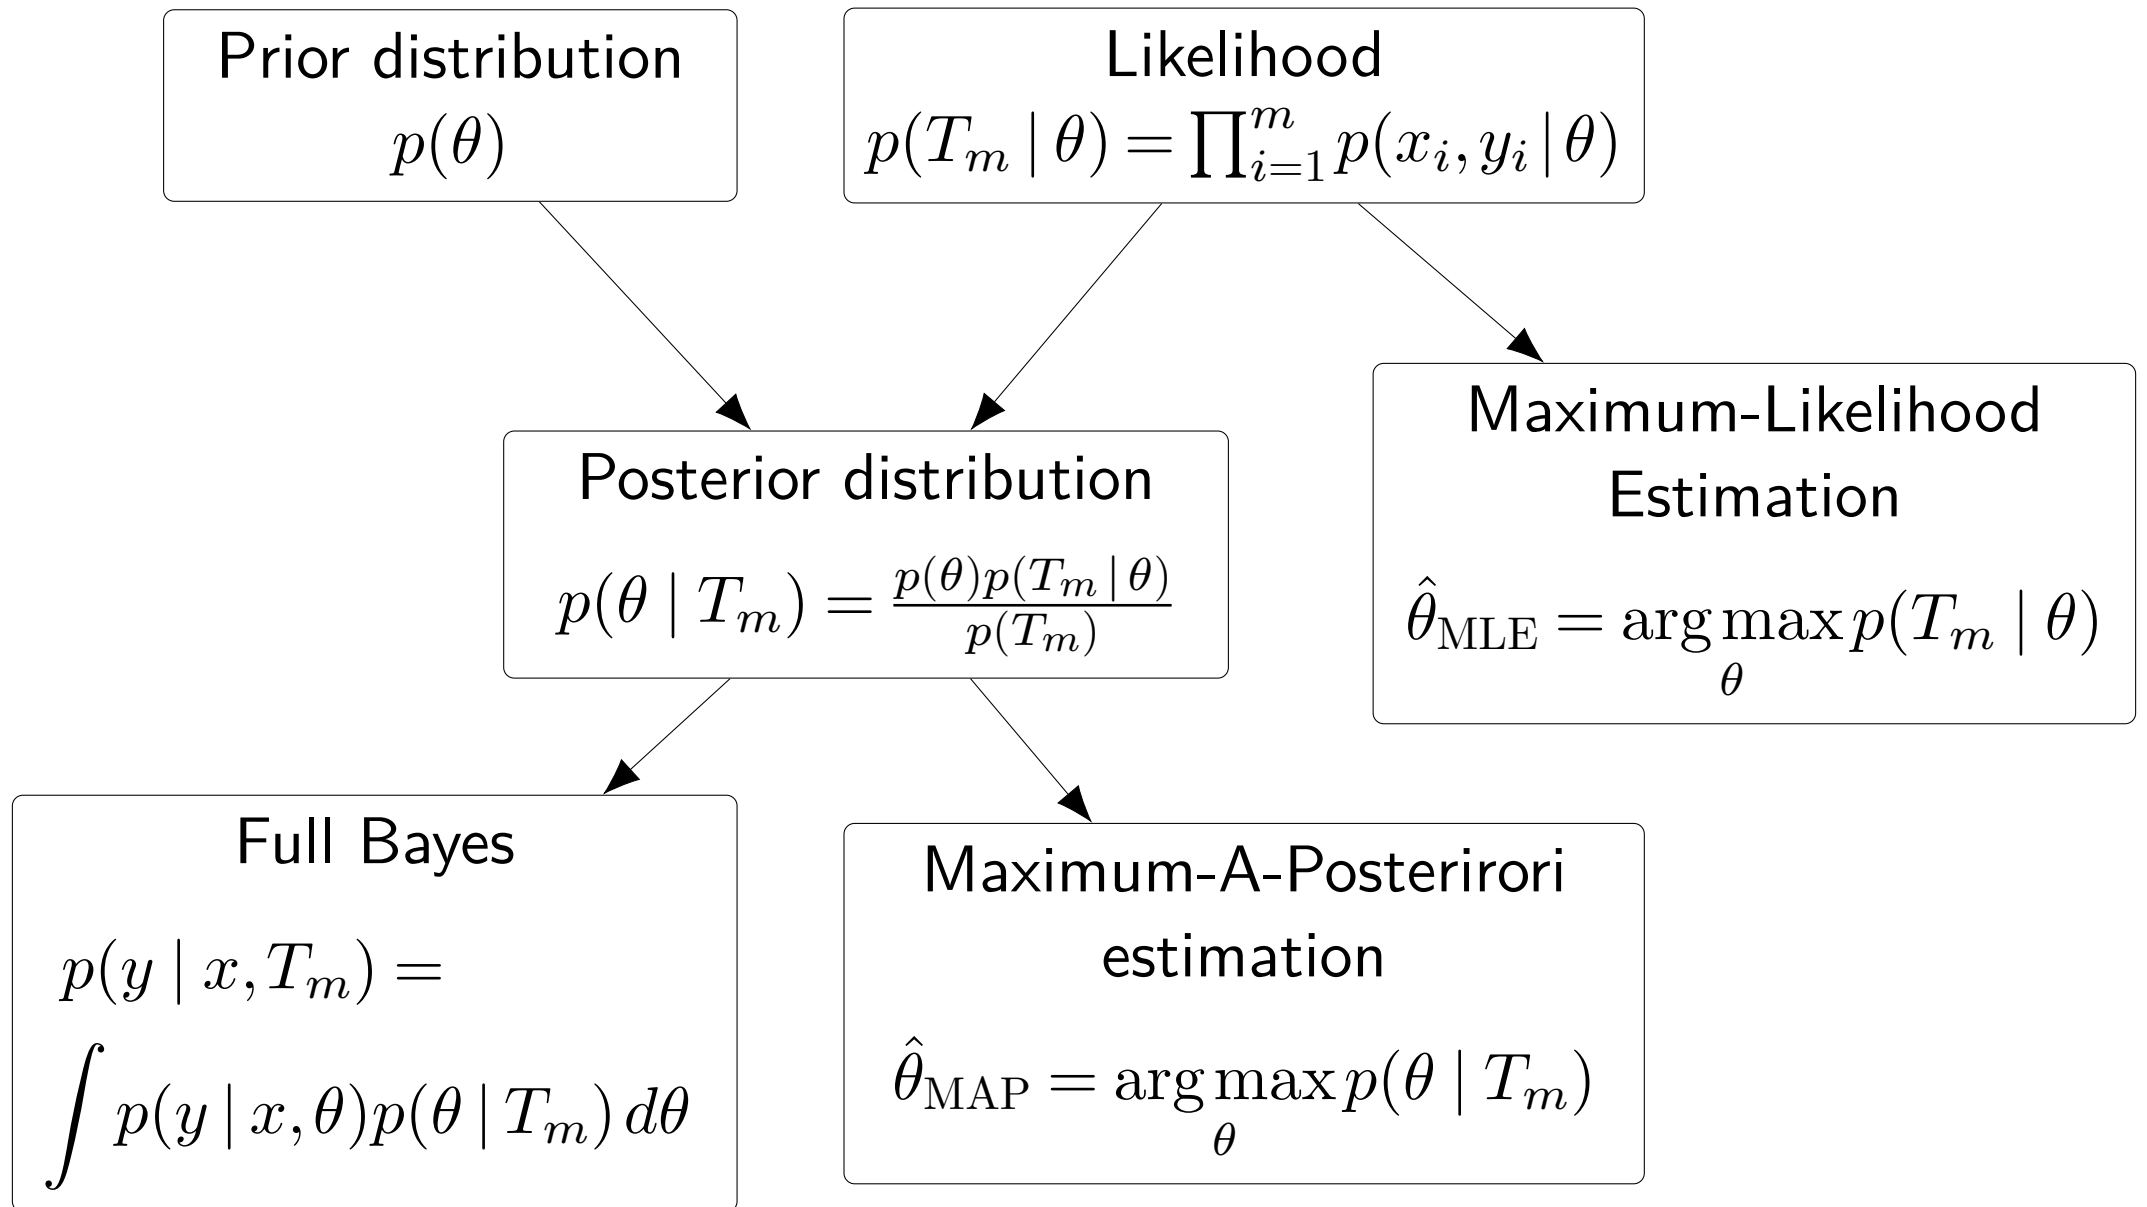 Prior distribution
p(θ)
Likelihood
p(T_m | θ) = ∏_{i=1}^{m} p(x_i, y_i | θ)
Maximum-Likelihood
Estimation
θ̂_MLE = arg max_θ p(T_m | θ)
Posterior distribution
p(θ | T_m) = \frac{p(θ)p(T_m | θ)}{p(T_m)}
Full Bayes
p(y | x, T_m) =
∫ p(y | x, θ)p(θ | T_m) dθ
Maximum-A-Posterirori
estimation
θ̂_MAP = arg max_θ p(θ | T_m)